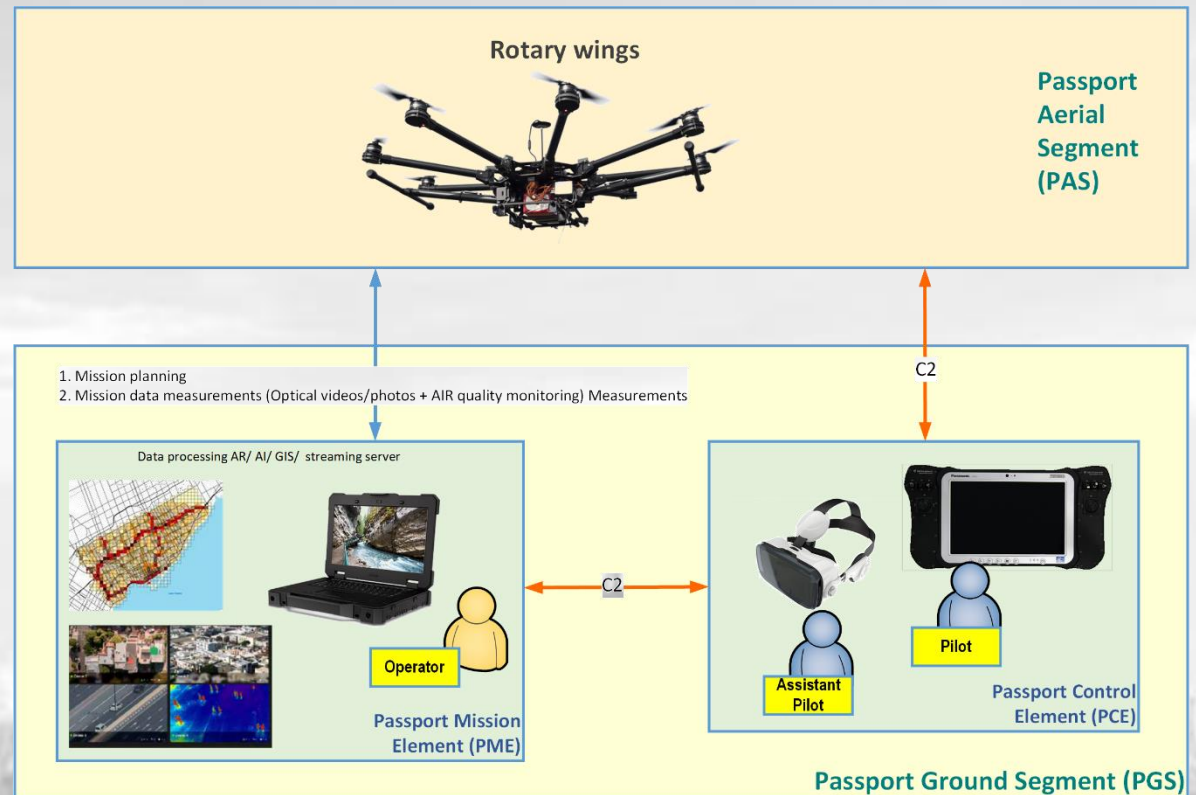 Rotary wings
Passport
Aerial
Segment
(PAS)
C2
1. Mission planning
2. Mission data measurements (Optical videos/photos + AIR quality monitoring) Measurements
Data processing AR/ AI/ GIS/ streaming server
Operator
Passport Mission
Element (PME)
C2
Pilot
Assistant
Pilot
Passport Control
Element (PCE)
Passport Ground Segment (PGS)